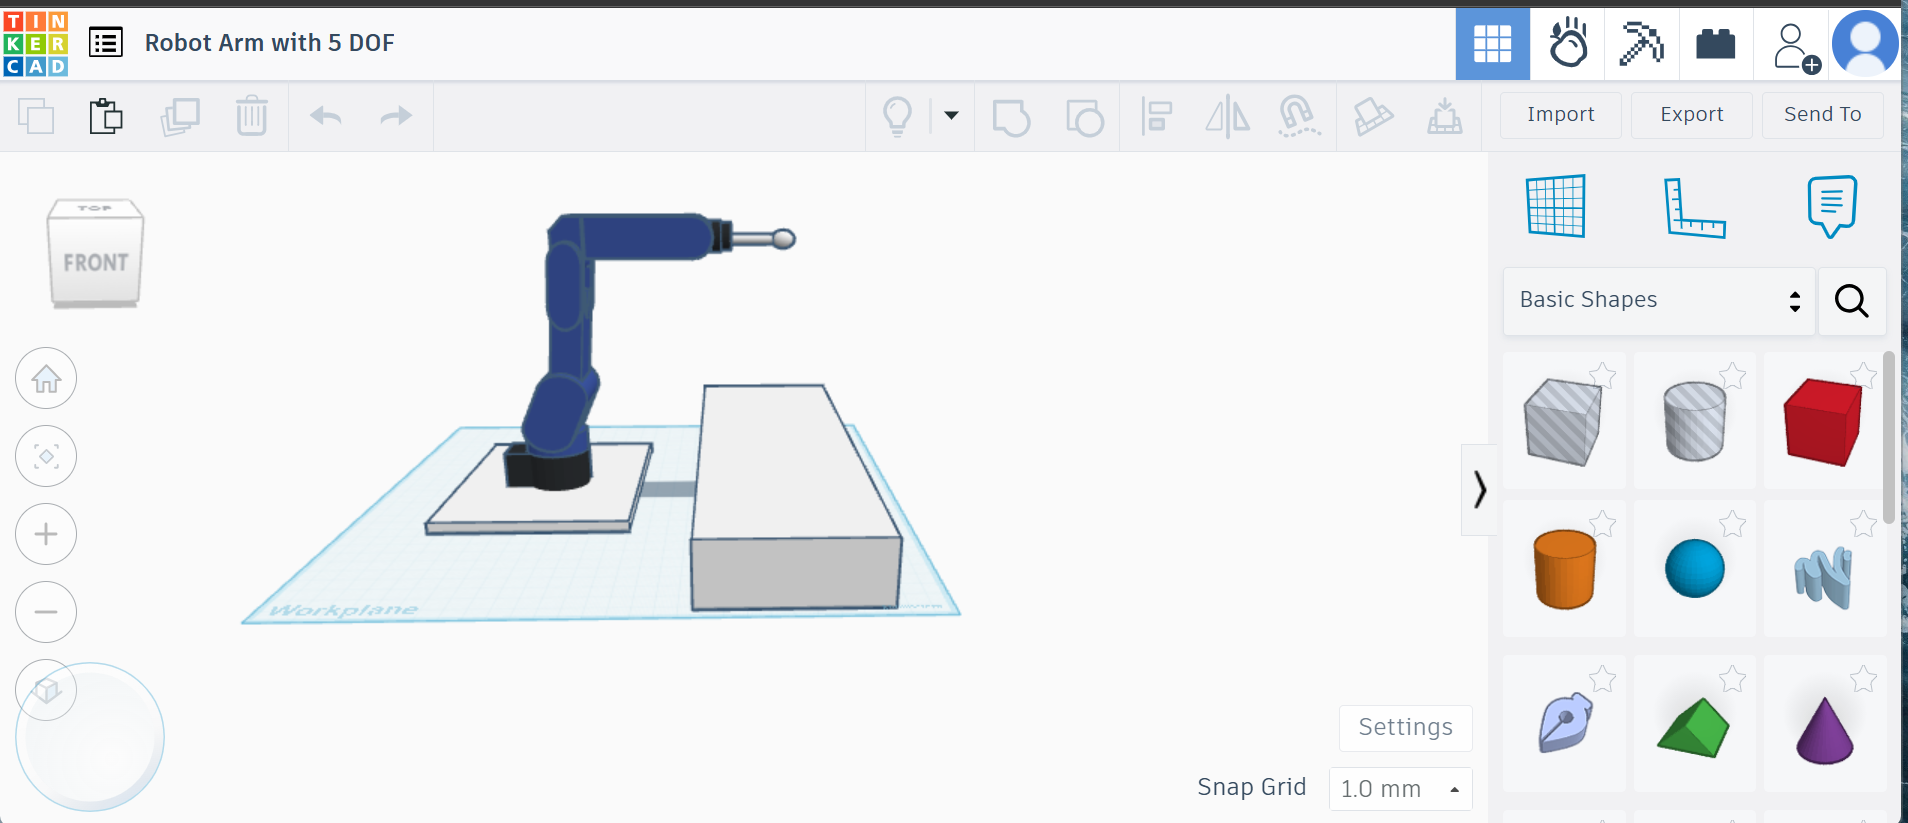 TIN
KER
CAD
Robot Arm with 5 DOF
Import
Export
Send To
TOP
FRONT
Basic Shapes
Workplane
Settings
Snap Grid
1.0 mm